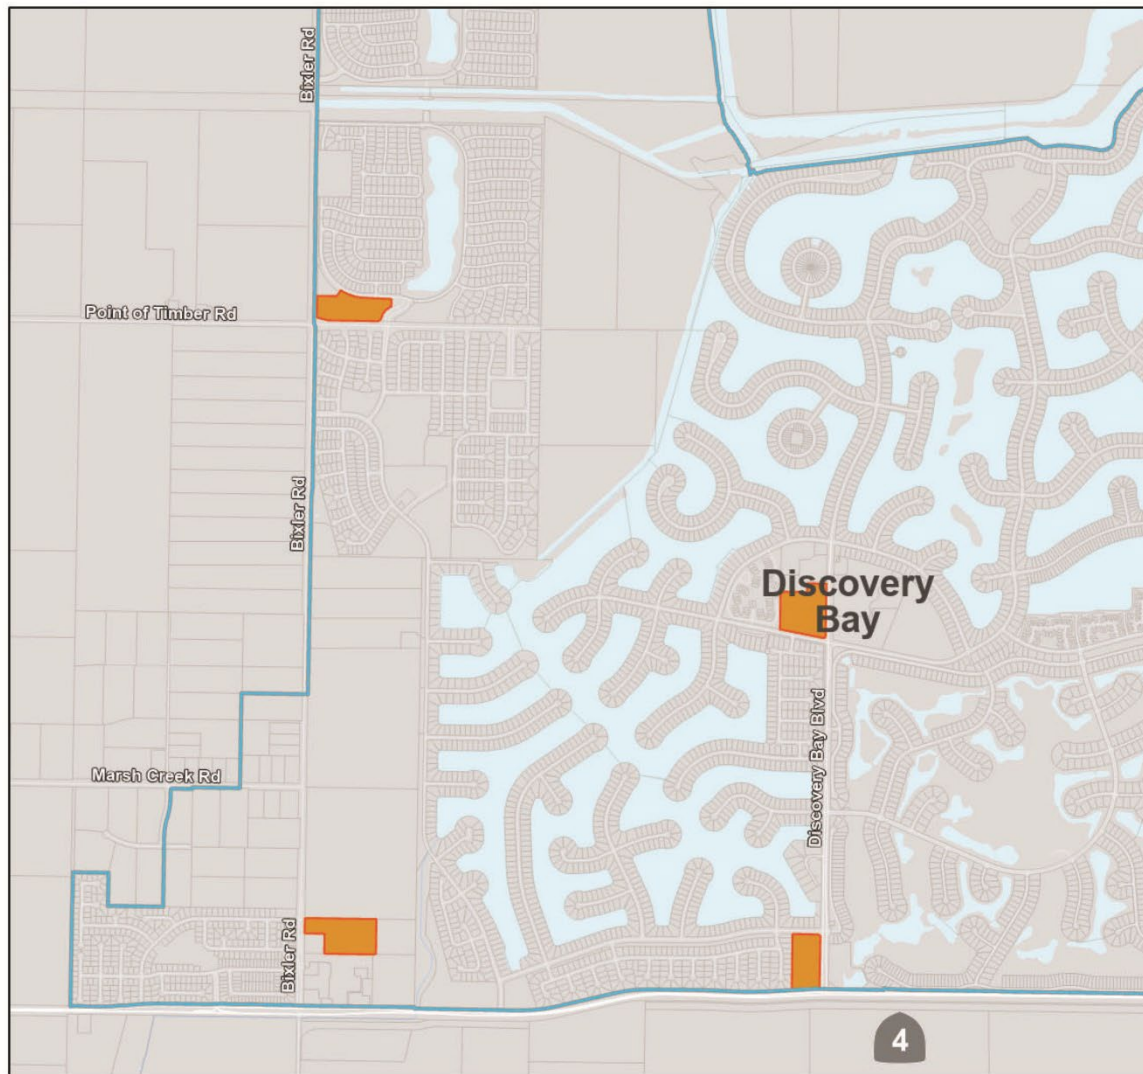 Bixler Rd
Point of Timber Rd
Bixler Rd
Discovery
Bay
Discovery Bay Blvd
Marsh Creek Rd
Bixler Rd
4